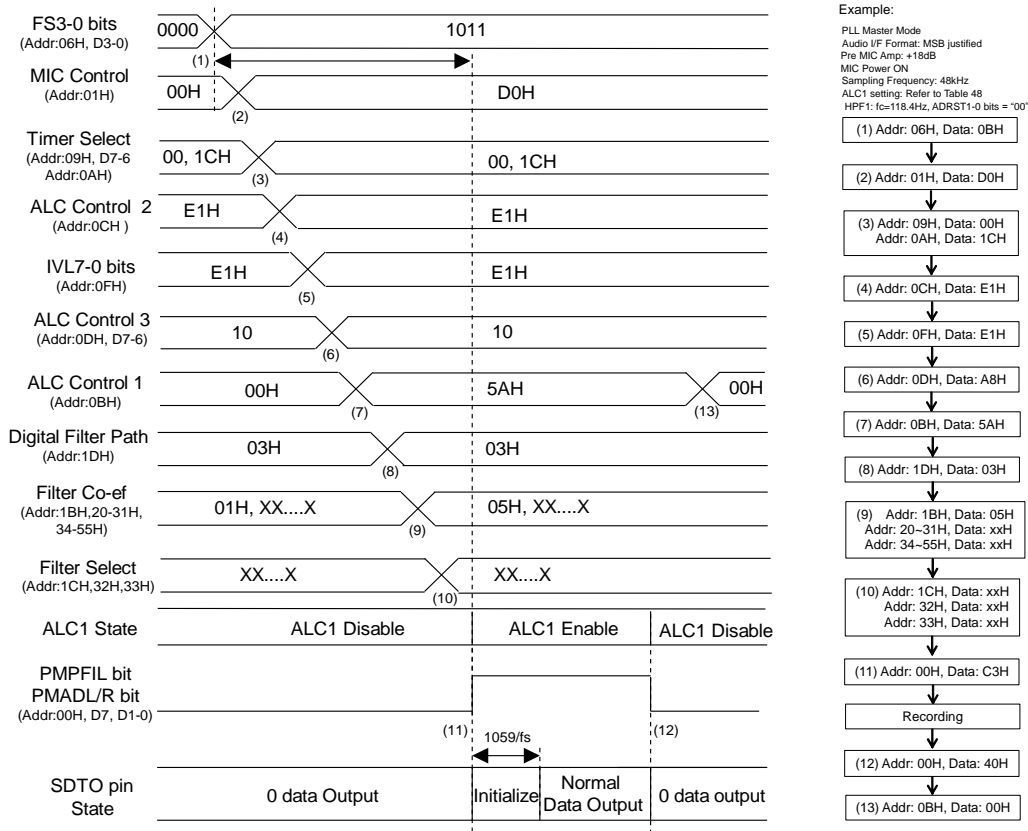 FS3-0 bits
(Addr:06H, D3-0)
0000
1011
(1)
MIC Control
(Addr:01H)
00H
D0H
(2)
Timer Select
(Addr:09H, D7-6
Addr:0AH)
00, 1CH
00, 1CH
(3)
ALC Control 2
(Addr:0CH )
E1H
E1H
(4)
IVL7-0 bits
(Addr:0FH)
E1H
E1H
(5)
ALC Control 3
(Addr:0DH, D7-6)
10
10
(6)
ALC Control 1
(Addr:0BH)
00H
5AH
00H
(7)
(13)
Digital Filter Path
(Addr:1DH)
03H
03H
(8)
Filter Co-ef
(Addr:1BH,20-31H,
34-55H)
01H, XX....X
05H, XX....X
(9)
Filter Select
(Addr:1CH,32H,33H)
XX....X
XX....X
(10)
ALC1 State
ALC1 Disable
ALC1 Enable
ALC1 Disable
PMPFIL bit
PMADL/R bit
(Addr:00H, D7, D1-0)
(11)
(12)
1059/fs
SDTO pin
State
0 data Output
Initialize
Normal
Data Output
0 data output
Example:
PLL Master Mode
Audio I/F Format: MSB justified
Pre MIC Amp: +18dB
MIC Power ON
Sampling Frequency: 48kHz
ALC1 setting: Refer to Table 48
HPF1: fc=118.4Hz, ADRST1-0 bits = “00”
(1) Addr: 06H, Data: 0BH
(2) Addr: 01H, Data: D0H
(3) Addr: 09H, Data: 00H
Addr: 0AH, Data: 1CH
(4) Addr: 0CH, Data: E1H
(5) Addr: 0FH, Data: E1H
(6) Addr: 0DH, Data: A8H
(7) Addr: 0BH, Data: 5AH
(8) Addr: 1DH, Data: 03H
(9) Addr: 1BH, Data: 05H
Addr: 20~31H, Data: xxH
Addr: 34~55H, Data: xxH
(10) Addr: 1CH, Data: xxH
Addr: 32H, Data: xxH
Addr: 33H, Data: xxH
(11) Addr: 00H, Data: C3H
Recording
(12) Addr: 00H, Data: 40H
(13) Addr: 0BH, Data: 00H